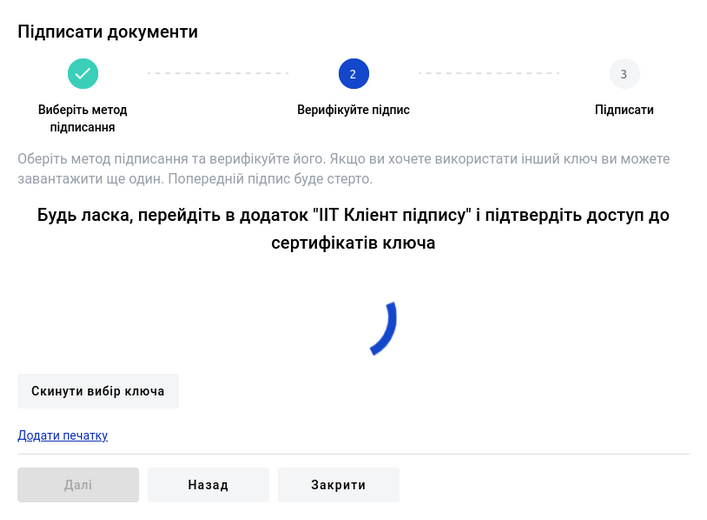 Підписати документи
2
3
Виберіть метод
підписання
Верифікуйте підпис
Підписати
Оберіть метод підписання та верифікуйте його. Якщо ви хочете використати інший ключ ви можете
завантажити ще один. Попередній підпис буде стерто.
Будь ласка, перейдіть в додаток "ІІТ Клієнт підпису" і підтвердіть доступ до
сертифікатів ключа
Скинути вибір ключа
Додати печатку
Далі
Назад
Закрити